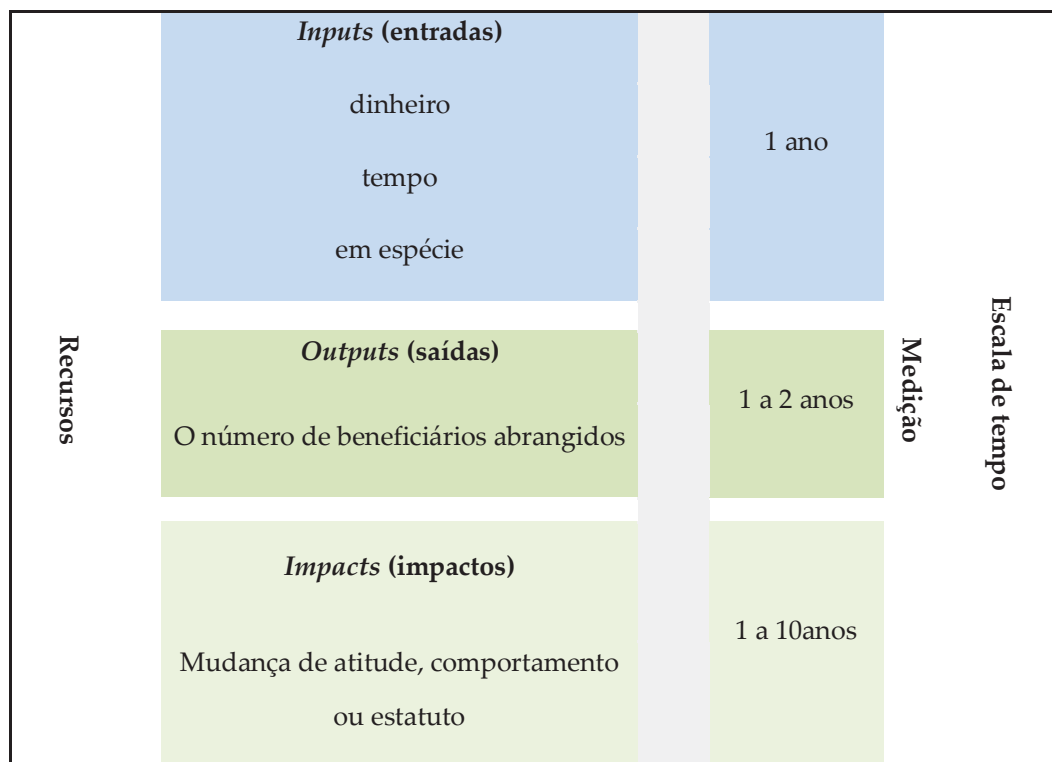 Recursos
Inputs (entradas)
dinheiro
tempo
em espécie
1 ano
Outputs (saídas)
O número de beneficiários abrangidos
1 a 2 anos
Impacts (impactos)
Mudança de atitude, comportamento
ou estatuto
1 a 10anos
Medição
Escala de tempo